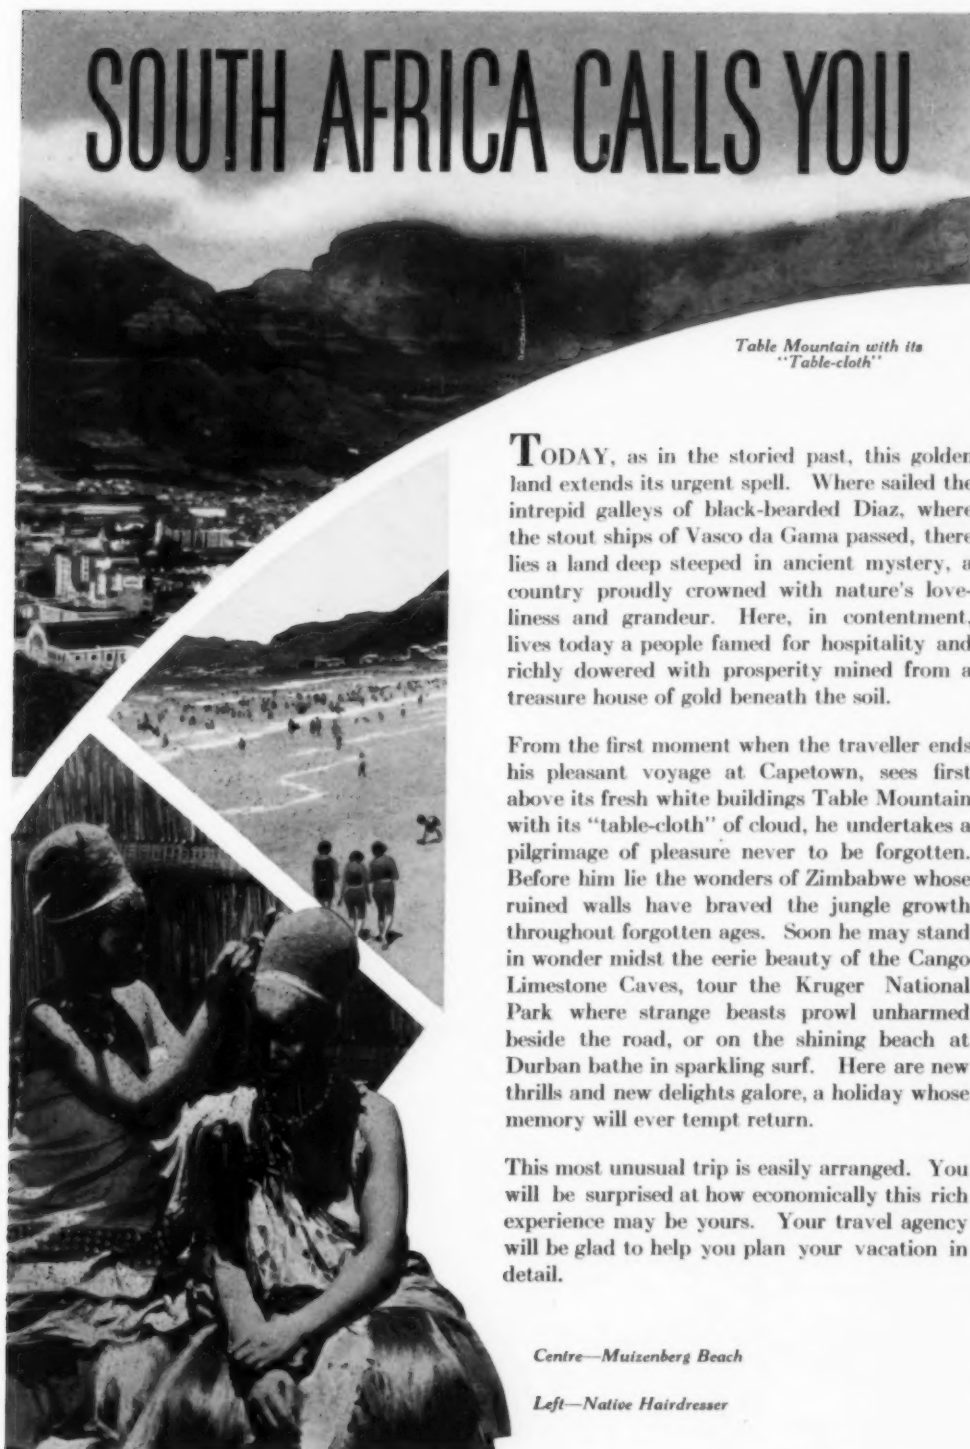 SOUTH AFRICA CALLS YOU
Table Mountain with its
"Table-cloth"
TODAY, as in the storied past, this golden
land extends its urgent spell. Where sailed the
intrepid galleys of black-bearded Diaz, where
the stout ships of Vasco da Gama passed, there
lies a land deep steeped in ancient mystery, a
country proudly crowned with nature's love-
liness and grandeur. Here, in contentment,
lives today a people famed for hospitality and
richly dowered with prosperity mined from a
treasure house of gold beneath the soil.
From the first moment when the traveller ends
his pleasant voyage at Capetown, sees first
above its fresh white buildings Table Mountain
with its "table-cloth" of cloud, he undertakes a
pilgrimage of pleasure never to be forgotten.
Before him lie the wonders of Zimbabwe whose
ruined walls have braved the jungle growth
throughout forgotten ages. Soon he may stand
in wonder midst the eerie beauty of the Cango
Limestone Caves, tour the Kruger National
Park where strange beasts prowl unharmed
beside the road, or on the shining beach at
Durban bathe in sparkling surf. Here are new
thrills and new delights galore, a holiday whose
memory will ever tempt return.
This most unusual trip is easily arranged. You
will be surprised at how economically this rich
experience may be yours. Your travel agency
will be glad to help you plan your vacation in
detail.
Centre—Muizenberg Beach
Left—Native Hairdresser